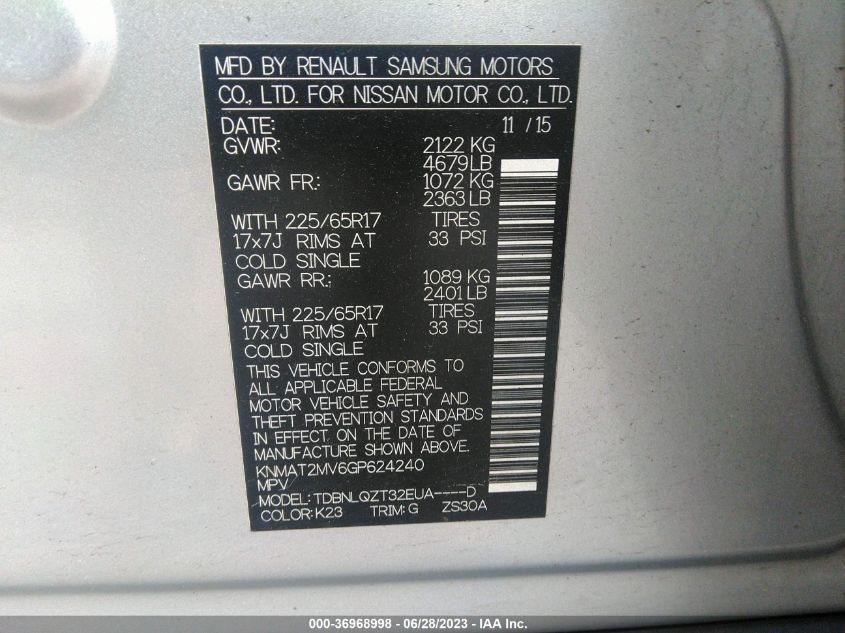 MFD BY RENAULT SAMSUNG MOTORS
CO., LTD. FOR NISSAN MOTOR CO., LTD.
DATE: 11 / 15
GVWR: 2122 KG
4679LB
GAWR FR.: 1072 KG
2363 LB
WITH 225/65R17 TIRES
17x7J RIMS AT 33 PSI
COLD SINGLE
GAWR RR.: 1089 KG
2401LB
WITH 225/65R17 TIRES
17x7J RIMS AT 33 PSI
COLD SINGLE
THIS VEHICLE CONFORMS TO
ALL APPLICABLE FEDERAL
MOTOR VEHICLE SAFETY AND
THEFT PREVENTION STANDARDS
IN EFFECT ON THE DATE OF
MANUFACTURE SHOWN ABOVE.
KNMAT2MV6GP624240
MPV
MODEL: TDBNLQZT32EUA----D
COLOR: K23 TRIM: G ZS30A
000-36968998 - 06/28/2023 - IAA Inc.